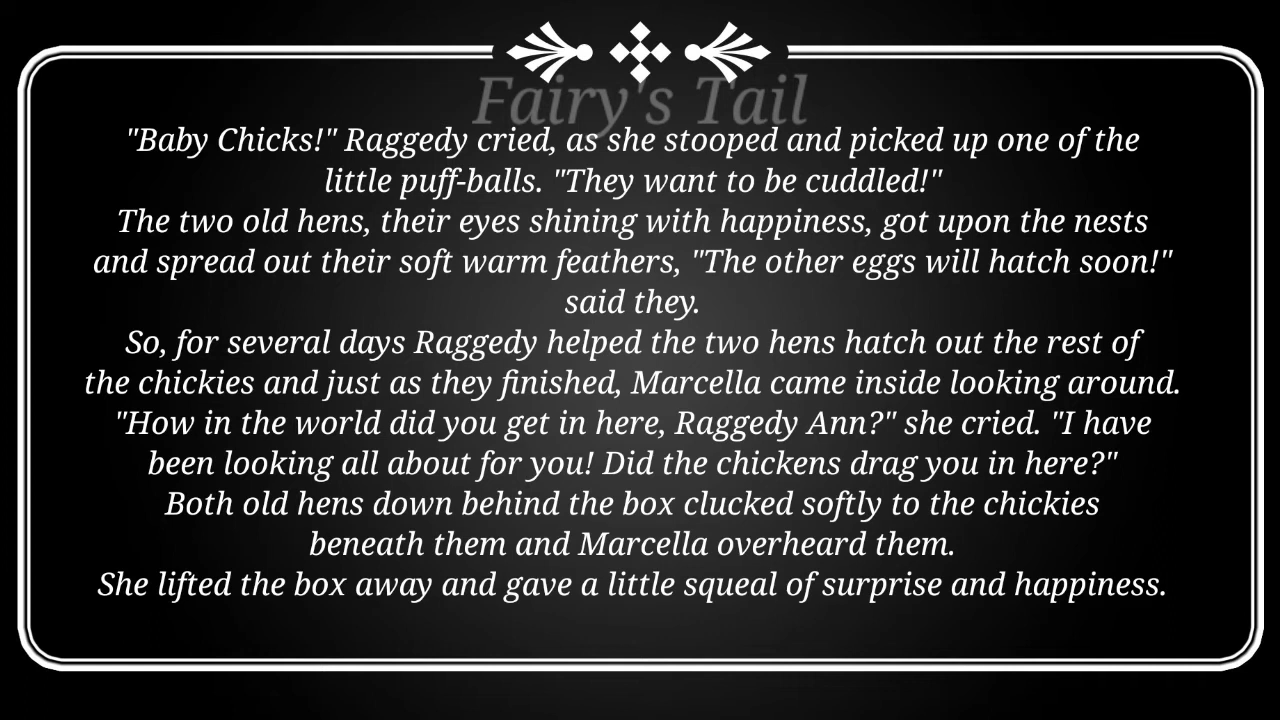 Fairy's Tail
"Baby Chicks!" Raggedy cried, as she stooped and picked up one of the
little puff-balls. "They want to be cuddled!"
The two old hens, their eyes shining with happiness, got upon the nests
and spread out their soft warm feathers, "The other eggs will hatch soon!"
said they.
So, for several days Raggedy helped the two hens hatch out the rest of
the chickies and just as they finished, Marcella came inside looking around.
"How in the world did you get in here, Raggedy Ann?" she cried. "I have
been looking all about for you! Did the chickens drag you in here?"
Both old hens down behind the box clucked softly to the chickies
beneath them and Marcella overheard them.
She lifted the box away and gave a little squeal of surprise and happiness.